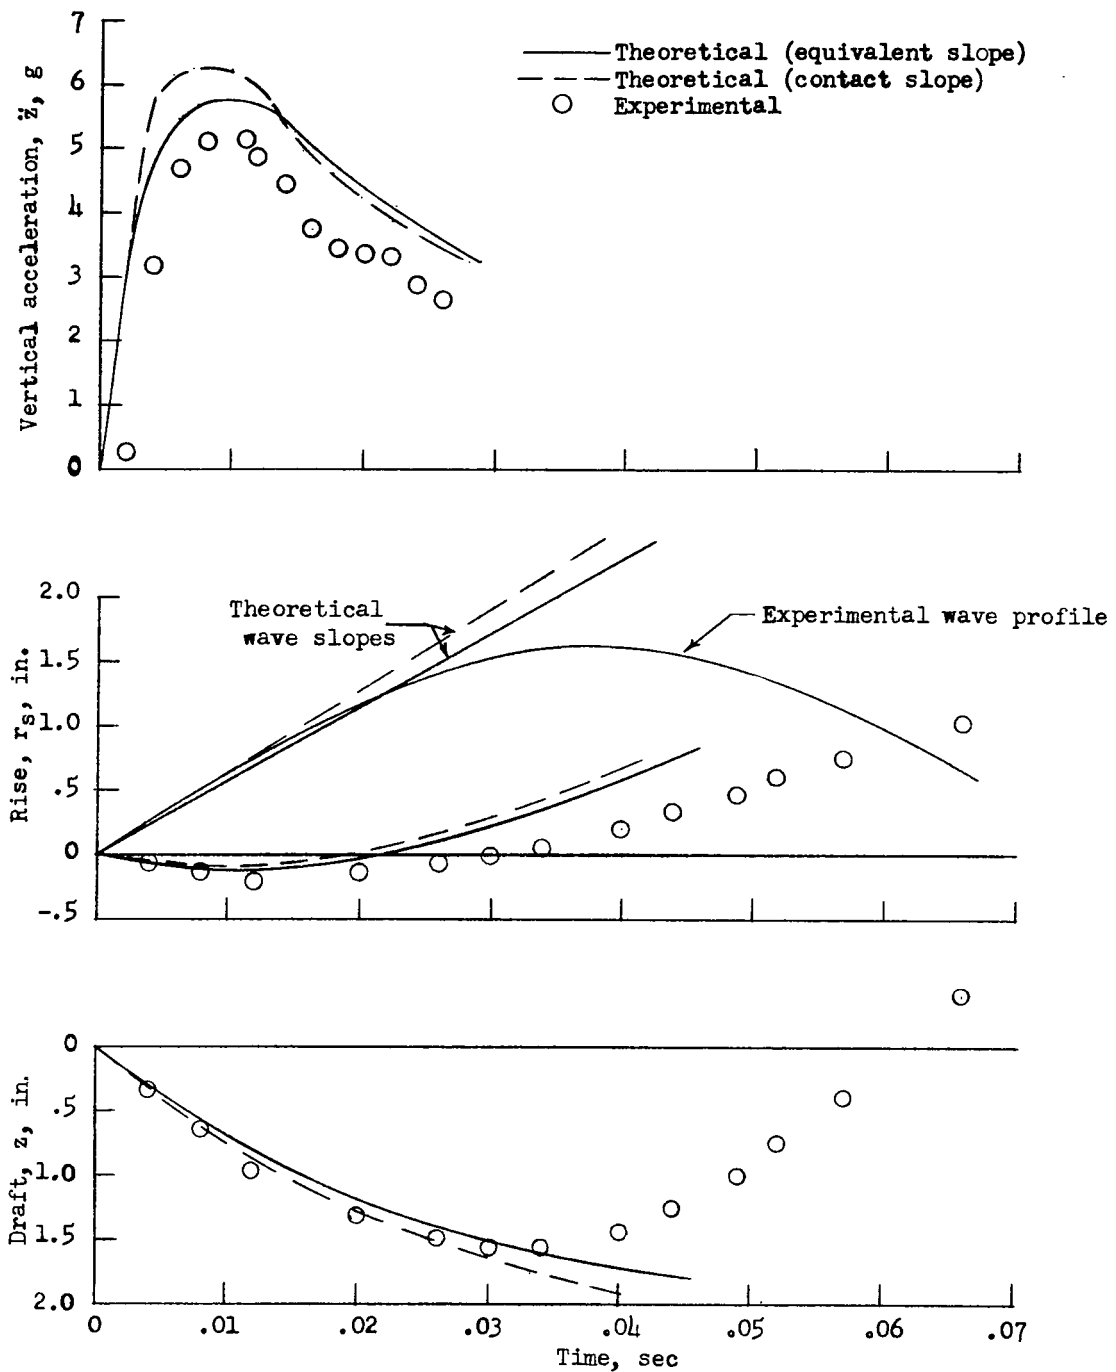 Vertical acceleration, z̈, g
7
6
5
4
3
2
1
0
Theoretical (equivalent slope)
Theoretical (contact slope)
Experimental
Rise, rs, in.
2.0
1.5
1.0
.5
0
-.5
Theoretical
wave slopes
Experimental wave profile
Draft, z, in.
0
.5
1.0
1.5
2.0
0 .01 .02 .03 .04 .05 .06 .07
Time, sec